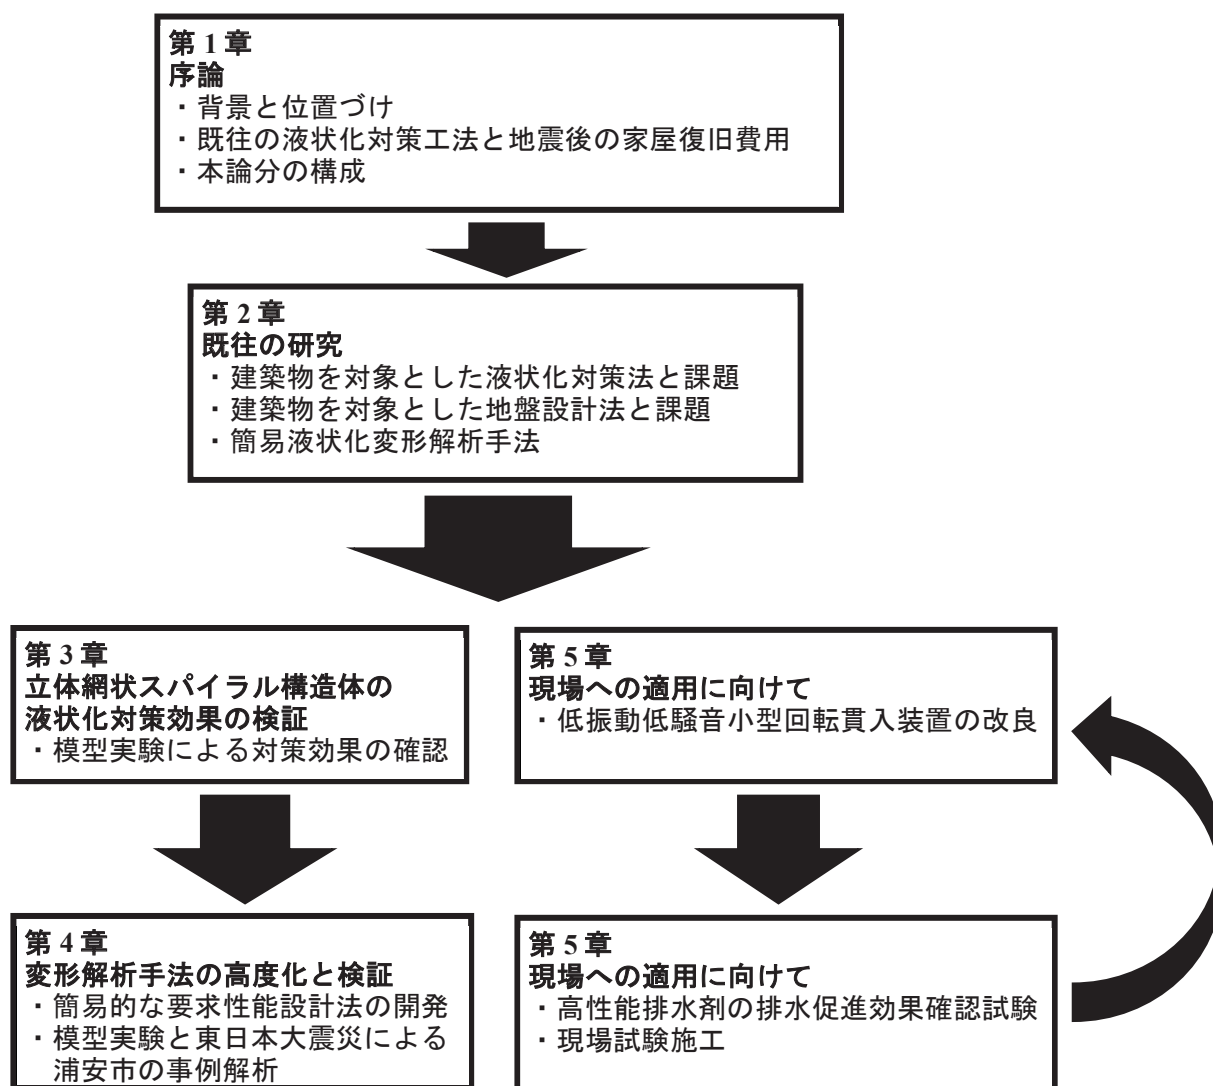 第1章
序論
・背景と位置づけ
・既往の液状化対策工法と地震後の家屋復旧費用
・本論分の構成
第2章
既往の研究
・建築物を対象とした液状化対策法と課題
・建築物を対象とした地盤設計法と課題
・簡易液状化変形解析手法
第3章
立体網状スパイラル構造体の
液状化対策効果の検証
・模型実験による対策効果の確認
第5章
現場への適用に向けて
・低振動低騒音小型回転貫入装置の改良
第4章
変形解析手法の高度化と検証
・簡易的な要求性能設計法の開発
・模型実験と東日本大震災による
浦安市の事例解析
第5章
現場への適用に向けて
・高性能排水剤の排水促進効果確認試験
・現場試験施工